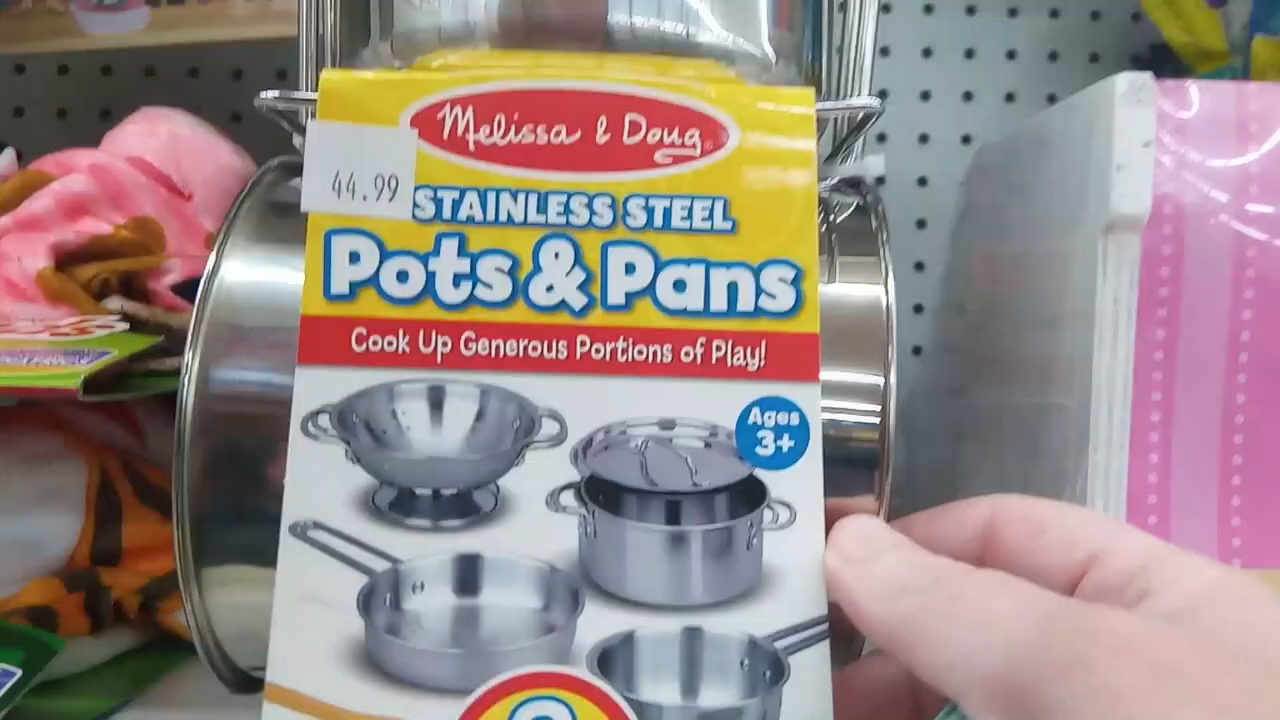 Melissa & Doug
44.99
STAINLESS STEEL
Pots & Pans
Cook Up Generous Portions of Play!
Ages
3+